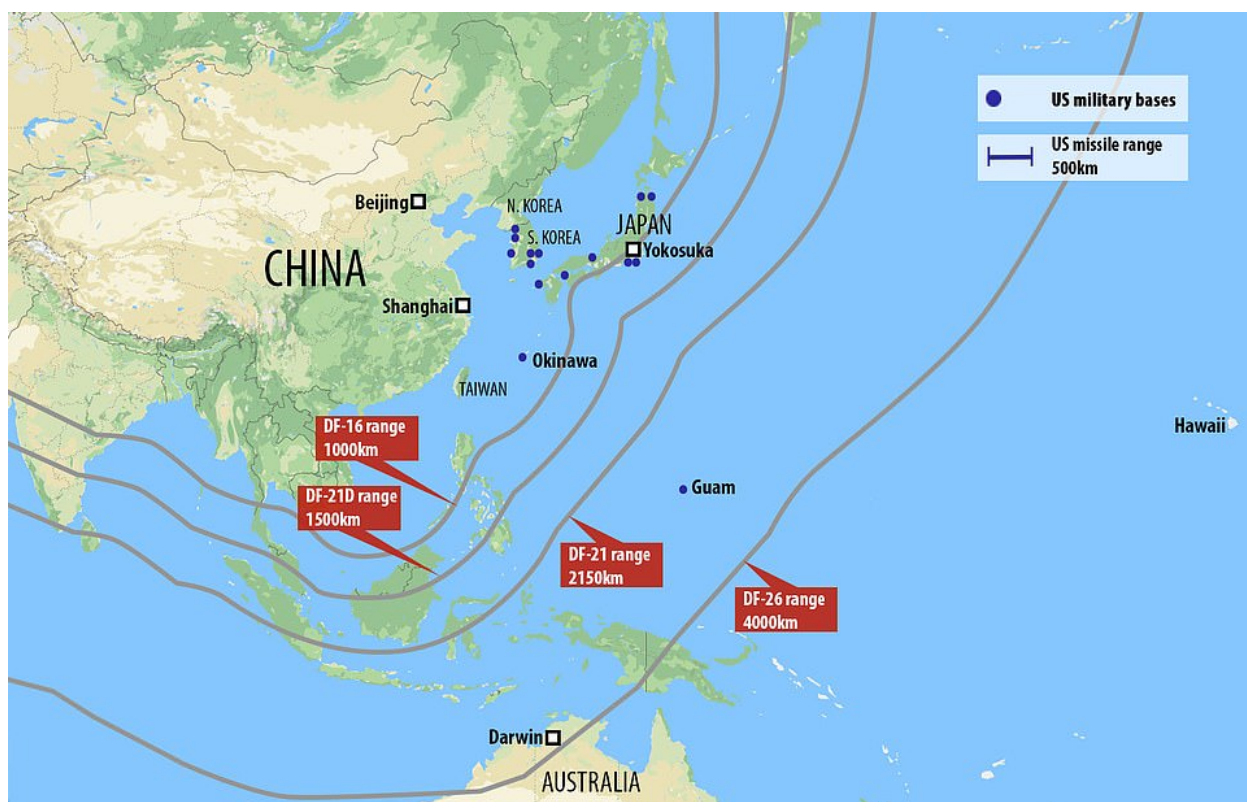 US military bases
US missile range
500km
Beijing
N. KOREA
S. KOREA
JAPAN
Yokosuka
CHINA
Shanghai
Okinawa
TAIWAN
DF-16 range
1000km
Hawaii
DF-21D range
1500km
Guam
DF-21 range
2150km
DF-26 range
4000km
Darwin
AUSTRALIA